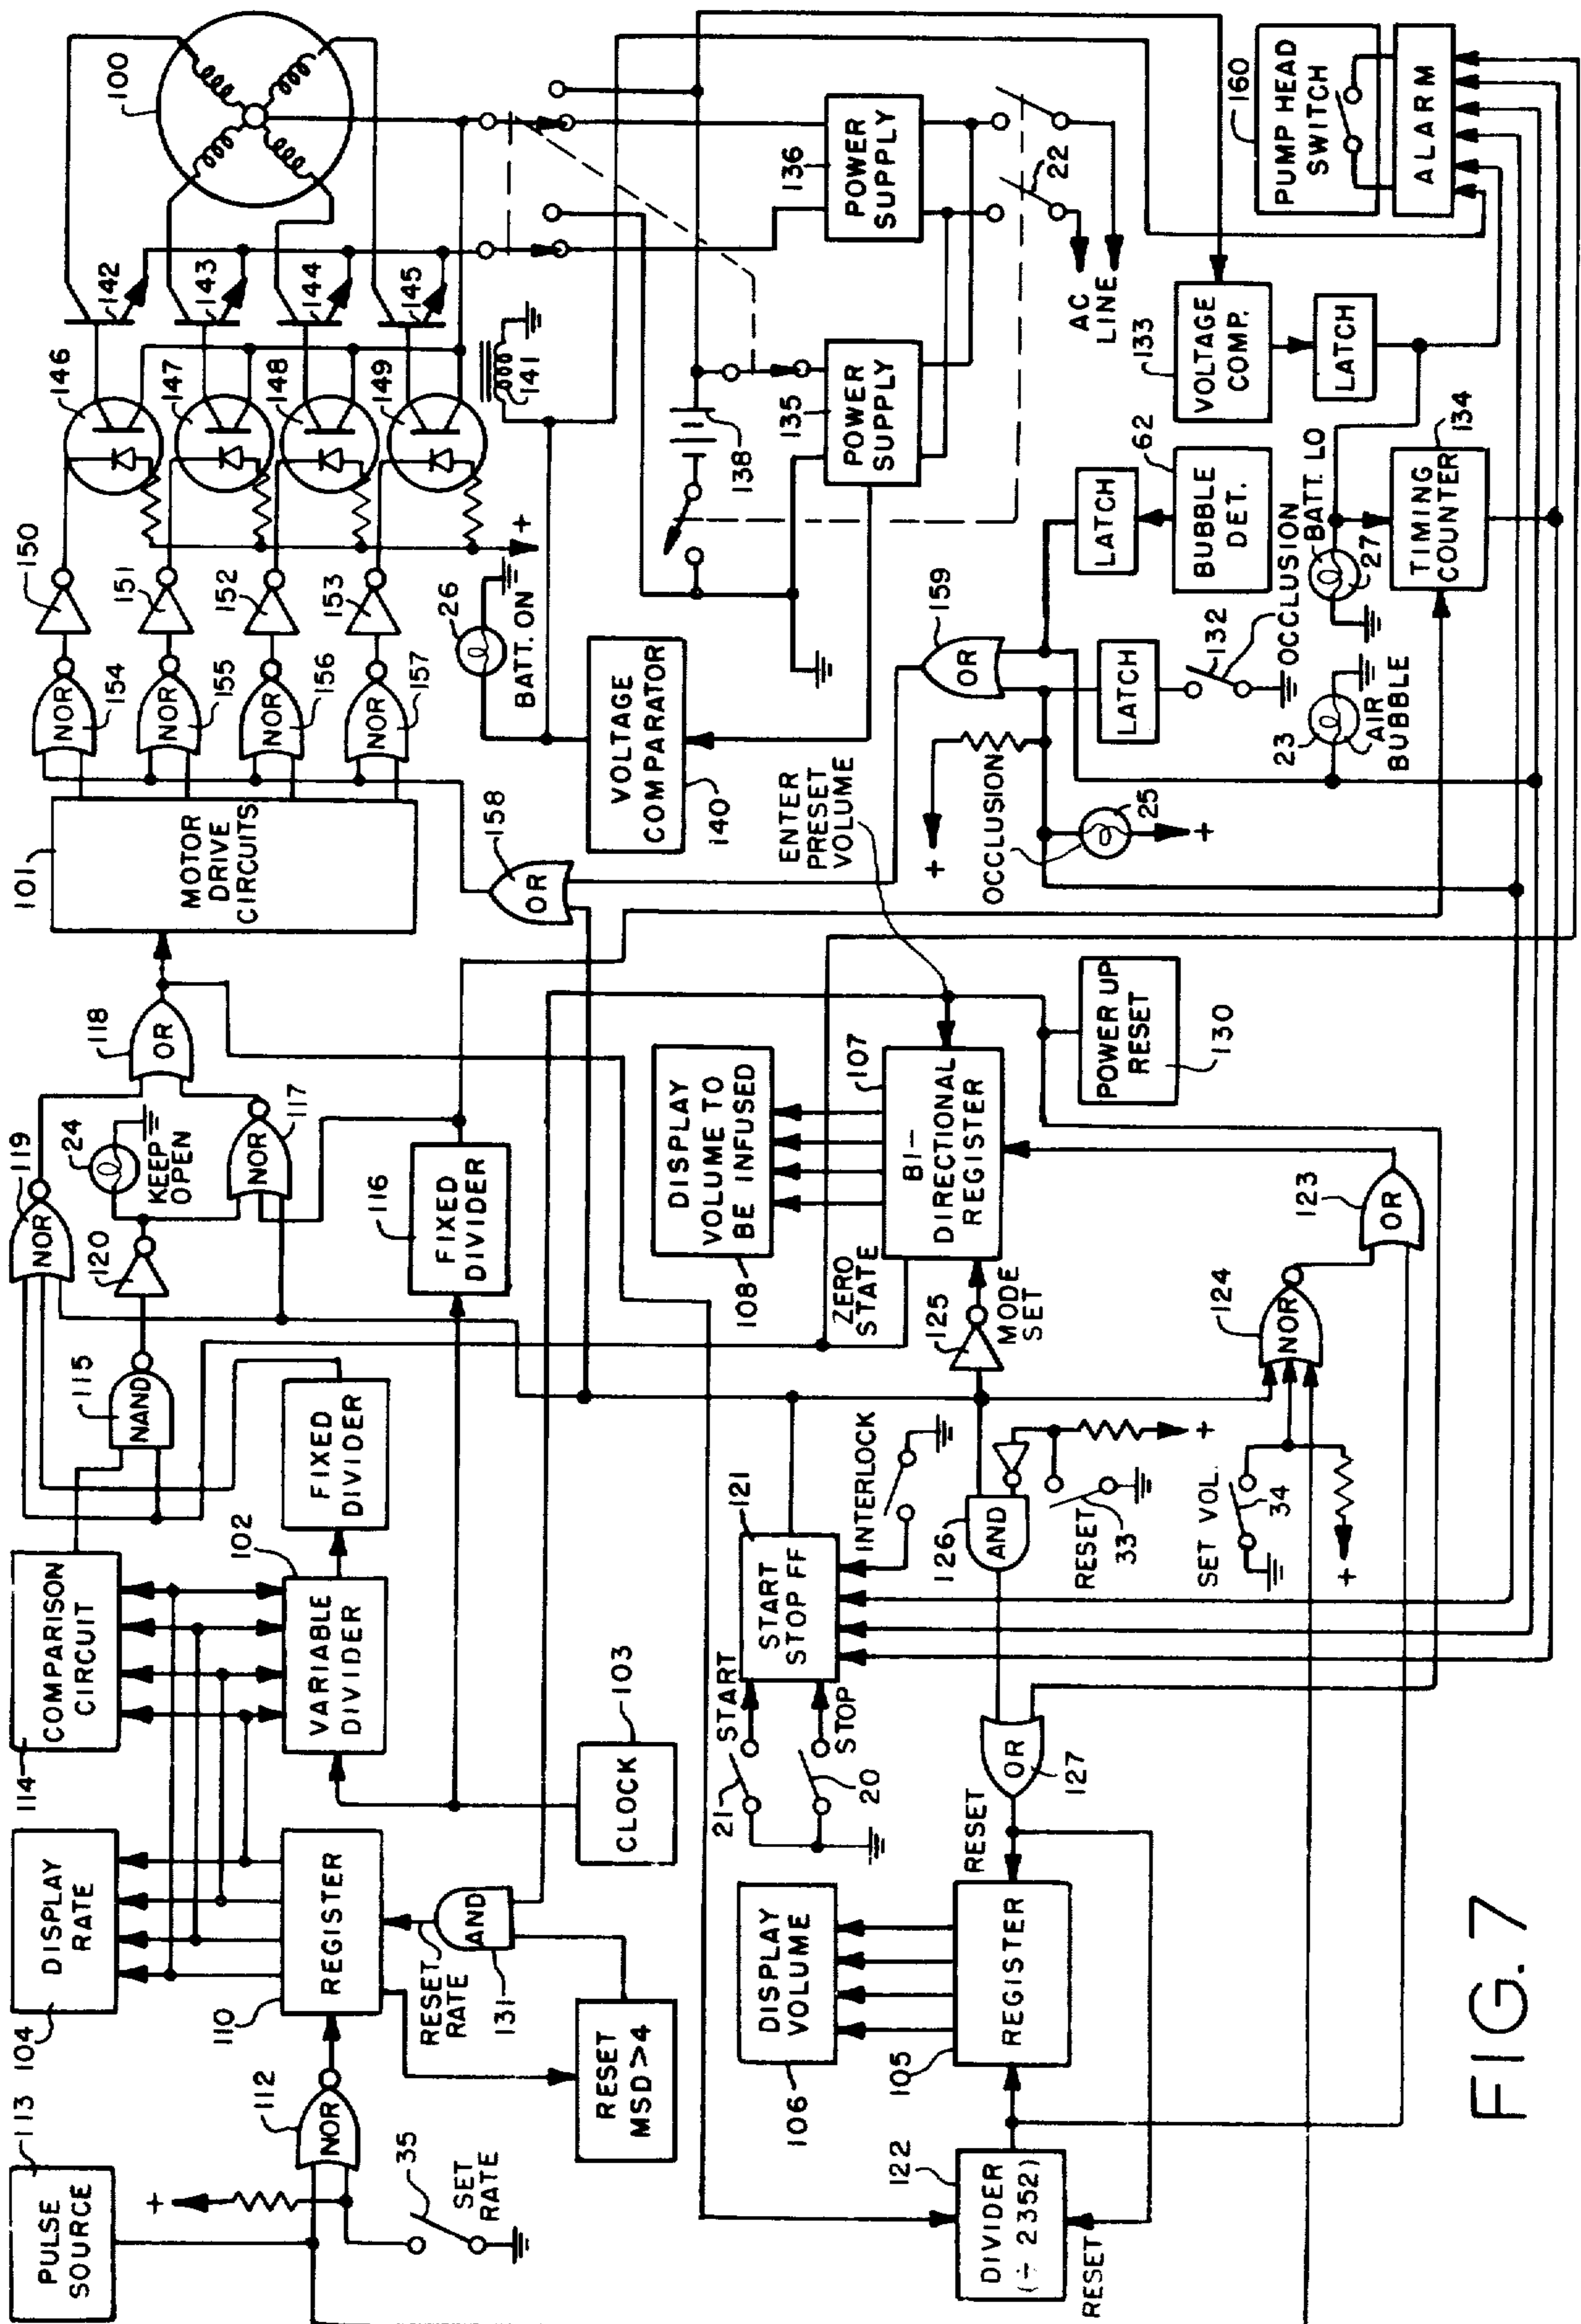 FIG. 7
113
PULSE
SOURCE
104
DISPLAY
RATE
114
COMPARISON
CIRCUIT
112
NOR
110
REGISTER
102
VARIABLE
DIVIDER
FIXED
DIVIDER
115
NAND
119
NOR
120
24
KEEP
OPEN
NOR
117
118
OR
101
MOTOR
DRIVE
CIRCUITS
35
SET
RATE
RESET
RATE
AND
131
RESET
MSD > 4
103
CLOCK
116
FIXED
DIVIDER
NOR
154
NOR
155
NOR
156
NOR
157
150
151
152
153
146
147
148
149
142
143
144
145
100
141
+
26
BATT. ON
158
OR
VOLTAGE
COMPARATOR
140
138
135
POWER
SUPPLY
136
POWER
SUPPLY
22
AC
LINE
106
DISPLAY
VOLUME
105
REGISTER
RESET
122
DIVIDER
(÷ 2352)
RESET
OR
127
21
START
20
STOP
121
START
STOP FF
INTERLOCK
126
AND
RESET
33
+
125
MODE
SET
ZERO
STATE
108
DISPLAY
VOLUME TO
BE INFUSED
107
BI-
DIRECTIONAL
REGISTER
ENTER
PRESET
VOLUME
POWER UP
RESET
130
SET VOL.
34
+
124
NOR
123
OR
159
OR
+
OCCLUSION
25
+
LATCH
132
OCCLUSION
LATCH
62
BUBBLE
DET.
23
AIR
BUBBLE
BATT. LO
27
TIMING
COUNTER
134
133
VOLTAGE
COMP.
LATCH
160
PUMP HEAD
SWITCH
ALARM
+